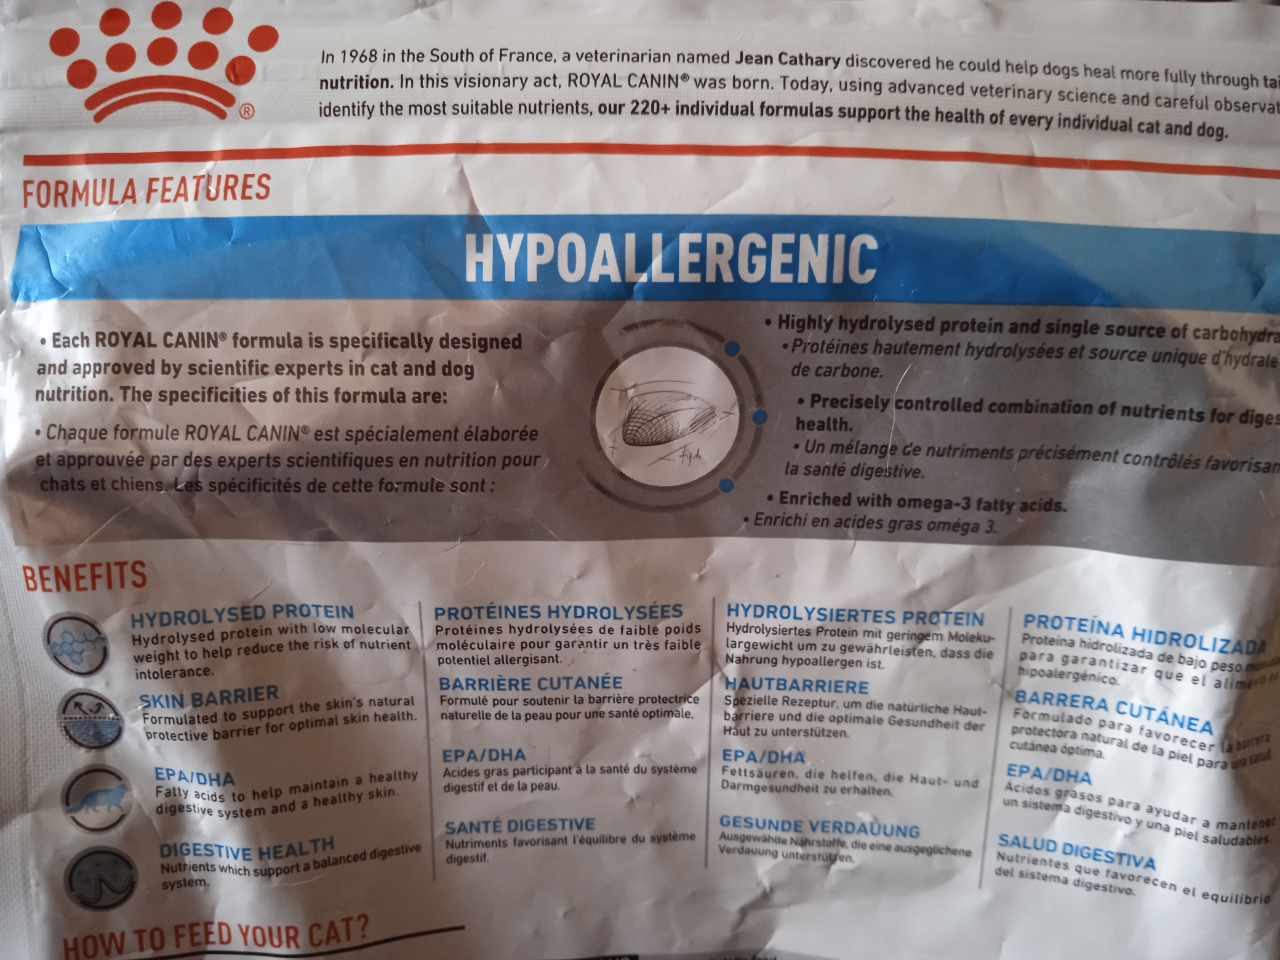 In 1968 in the South of France, a veterinarian named Jean Cathary discovered he could help dogs heal more fully through
nutrition. In this visionary act, ROYAL CANIN® was born. Today, using advanced veterinary science and careful
identify the most suitable nutrients, our 220+ individual formulas support the health of every individual cat and dog.
®
FORMULA FEATURES
HYPOALLERGENIC
• Each ROYAL CANIN® formula is specifically designed
and approved by scientific experts in cat and dog
nutrition. The specificities of this formula are:
• Chaque formule ROYAL CANIN® est spécialement élaborée
et approuvée par des experts scientifiques en nutrition pour
chats et chiens. Les spécificités de cette formule sont :
• Highly hydrolysed protein and single source of
• Protéines hautement hydrolysées et source unique
de carbone.
• Precisely controlled combination of nutrients for
health.
• Un mélange de nutriments précisément contrôlés
la santé digestive.
• Enriched with omega-3 fatty acids.
• Enrichi en acides gras oméga 3.
BENEFITS
HYDROLYSED PROTEIN
Hydrolysed protein with low molecular
weight to help reduce the risk of nutrient
intolerance.
SKIN BARRIER
Formulated to support the skin's natural
protective barrier for optimal skin health.
EPA/DHA
Fatty acids to help maintain a healthy
digestive system and a healthy skin.
DIGESTIVE HEALTH
Nutrients which support a balanced digestive
system.
PROTÉINES HYDROLYSÉES
Protéines hydrolysées de faible poids
moléculaire pour garantir un très faible
potentiel allergisant.
BARRIÈRE CUTANÉE
Formulé pour soutenir la barrière protectrice
naturelle de la peau pour une santé optimale.
EPA/DHA
Acides gras participant à la santé du système
digestif et de la peau.
SANTÉ DIGESTIVE
Nutriments favorisant l'équilibre du système
digestif.
HYDROLYSIERTES PROTEIN
Hydrolysiertes Protein mit geringem Moleku-
largewicht um zu gewährleisten, dass die
Nahrung hypoallergen ist.
HAUTBARRIERE
Spezielle Rezeptur, um die natürliche Haut-
barriere und die optimale Gesundheit der
Haut zu unterstützen.
EPA/DHA
Fettsäuren, die helfen, die Haut- und
Darmgesundheit zu erhalten.
GESUNDE VERDAUUNG
Ausgewählte Nährstoffe, die eine ausgeglichene
Verdauung unterstützen.
PROTEÍNA HIDROLIZADA
Proteína hidrolizada de bajo peso
para garantizar que el
hipoalergénico.
BARRERA CUTÁNEA
Formulado para favorecer la barrera
protectora natural de la piel para una salud
cutánea óptima.
EPA/DHA
Ácidos grasos para ayudar a mantener
un sistema digestivo y una piel saludables.
SALUD DIGESTIVA
Nutrientes que favorecen el equilibrio
del sistema digestivo.
HOW TO FEED YOUR CAT?